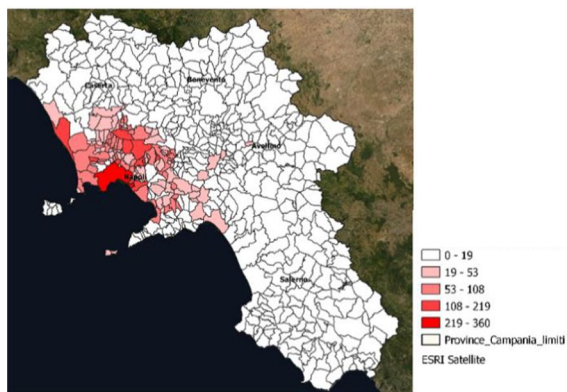 Caserta
Benevento
Avellino
Napoli
Salerno
0 - 19
19 - 53
53 - 108
108 - 219
219 - 360
Province_Campania_limiti
ESRI Satellite